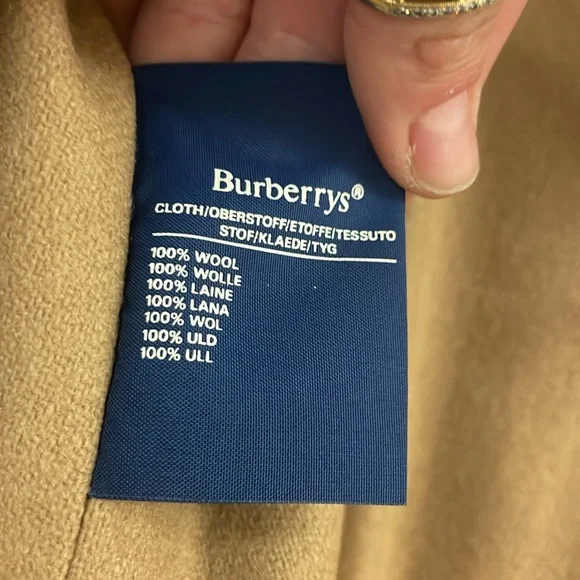 Burberrys®
CLOTH/OBERSTOFF/ETOFFE/TESSUTO
STOF/KLAEDE/TYG
100% WOOL
100% WOLLE
100% LAINE
100% LANA
100% WOL
100% ULD
100% ULL